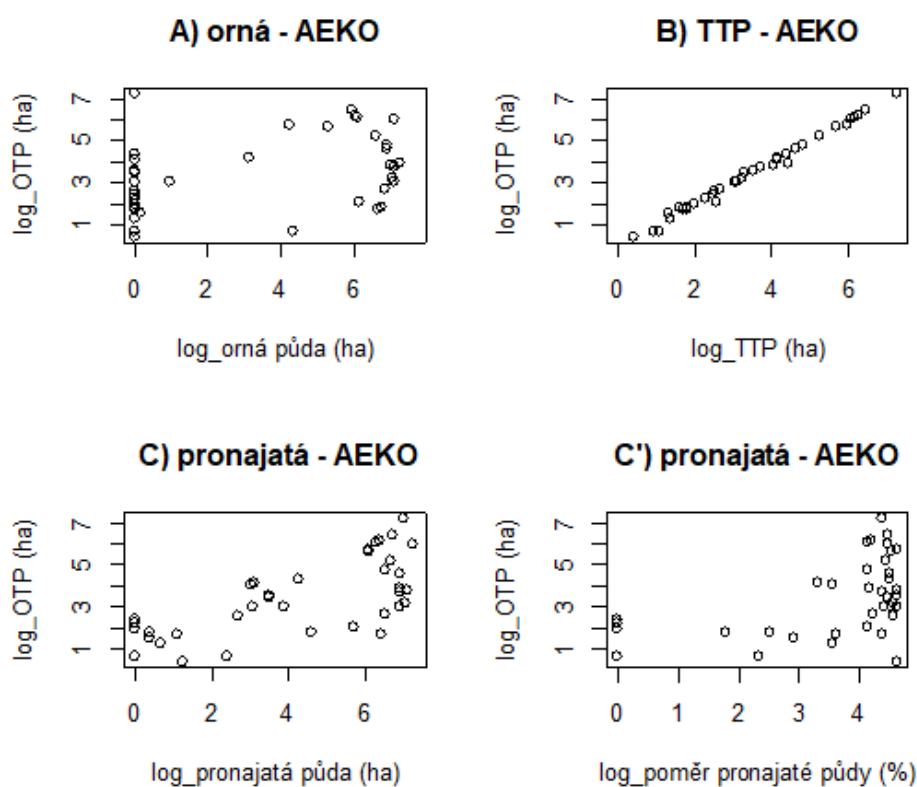 A) orná - AEKO
log_OTP (ha)
7
5
3
1
0 2 4 6
log_orná půda (ha)
B) TTP - AEKO
log_OTP (ha)
7
5
3
1
0 2 4 6
log_TTP (ha)
C) pronajatá - AEKO
log_OTP (ha)
7
5
3
1
0 2 4 6
log_pronajatá půda (ha)
C') pronajatá - AEKO
log_OTP (ha)
7
5
3
1
0 1 2 3 4
log_poměr pronajaté půdy (%)